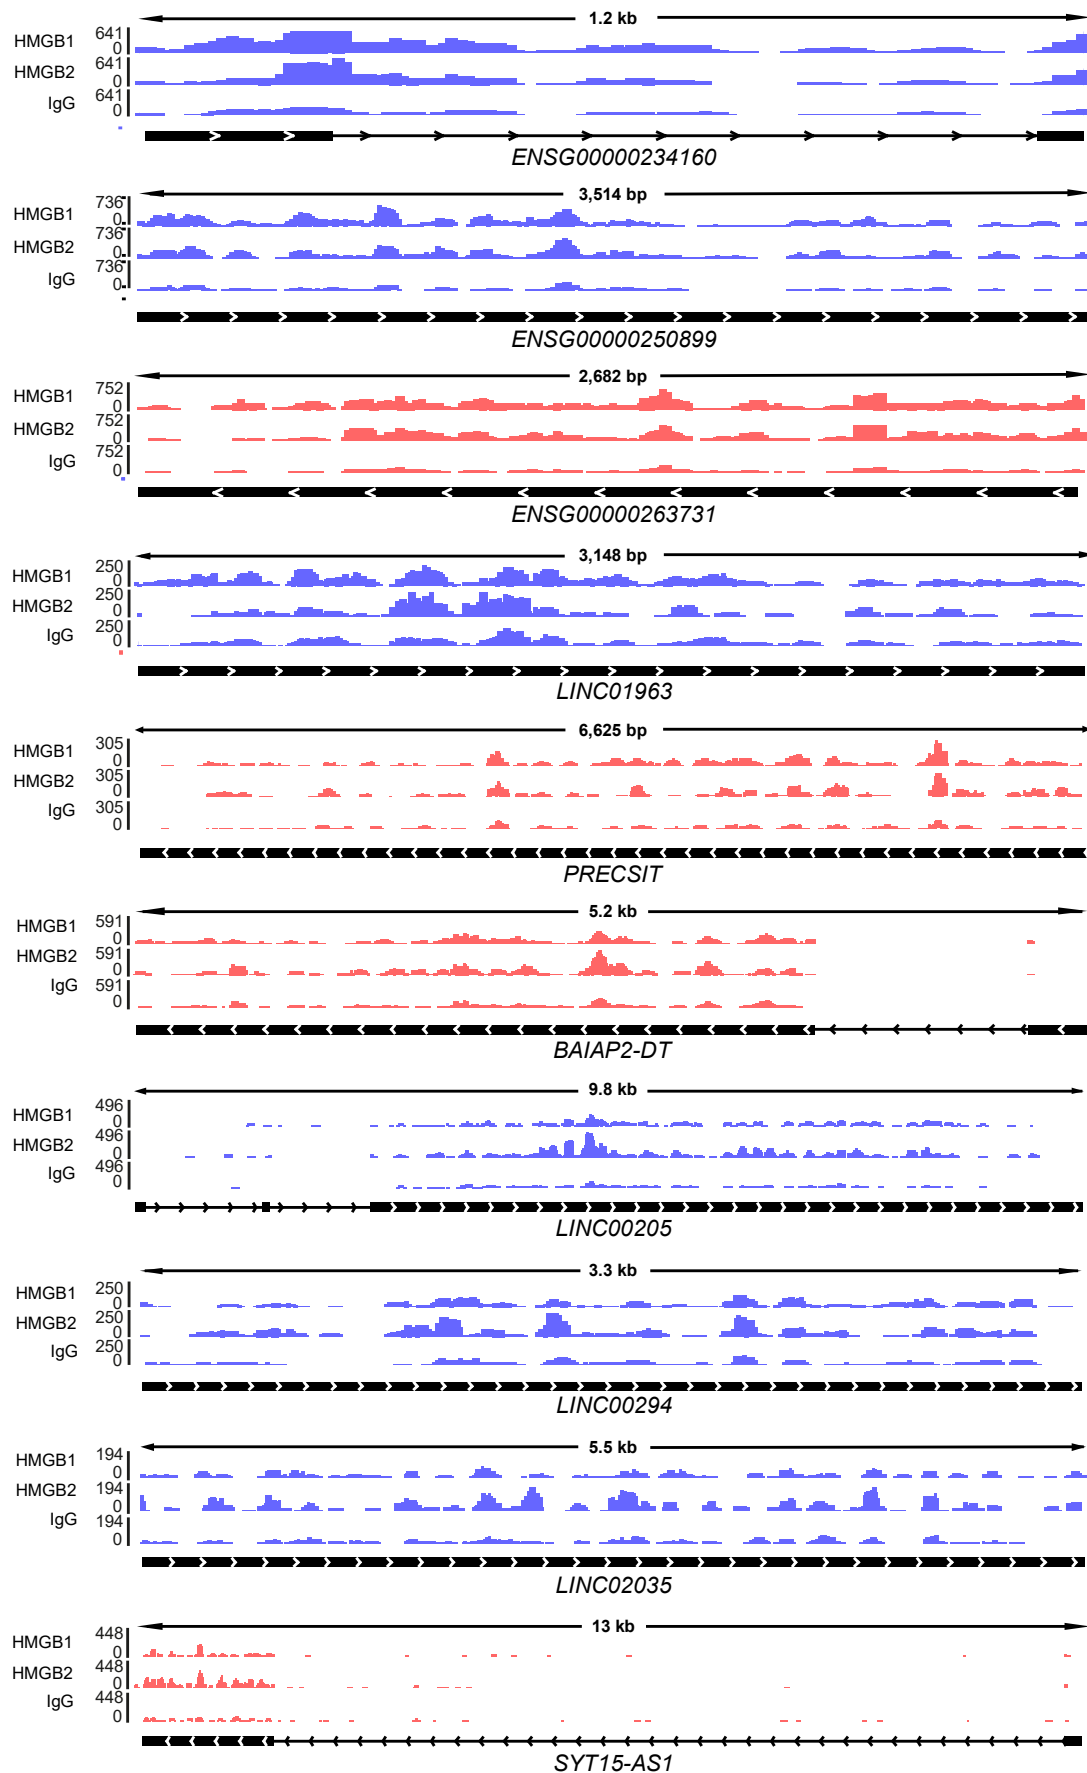 1.2 kb
HMGB1 641
0
HMGB2 641
0
IgG 641
0
ENSG00000234160
3,514 bp
HMGB1 736
0
HMGB2 736
0
IgG 736
0
ENSG00000250899
2,682 bp
HMGB1 752
0
HMGB2 752
0
IgG 752
0
ENSG00000263731
3,148 bp
HMGB1 250
0
HMGB2 250
0
IgG 250
0
LINC01963
6,625 bp
HMGB1 305
0
HMGB2 305
0
IgG 305
0
PRECSIT
5.2 kb
HMGB1 591
0
HMGB2 591
0
IgG 591
0
BAIAP2-DT
9.8 kb
HMGB1 496
0
HMGB2 496
0
IgG 496
0
LINC00205
3.3 kb
HMGB1 250
0
HMGB2 250
0
IgG 250
0
LINC00294
5.5 kb
HMGB1 194
0
HMGB2 194
0
IgG 194
0
LINC02035
13 kb
HMGB1 448
0
HMGB2 448
0
IgG 448
0
SYT15-AS1